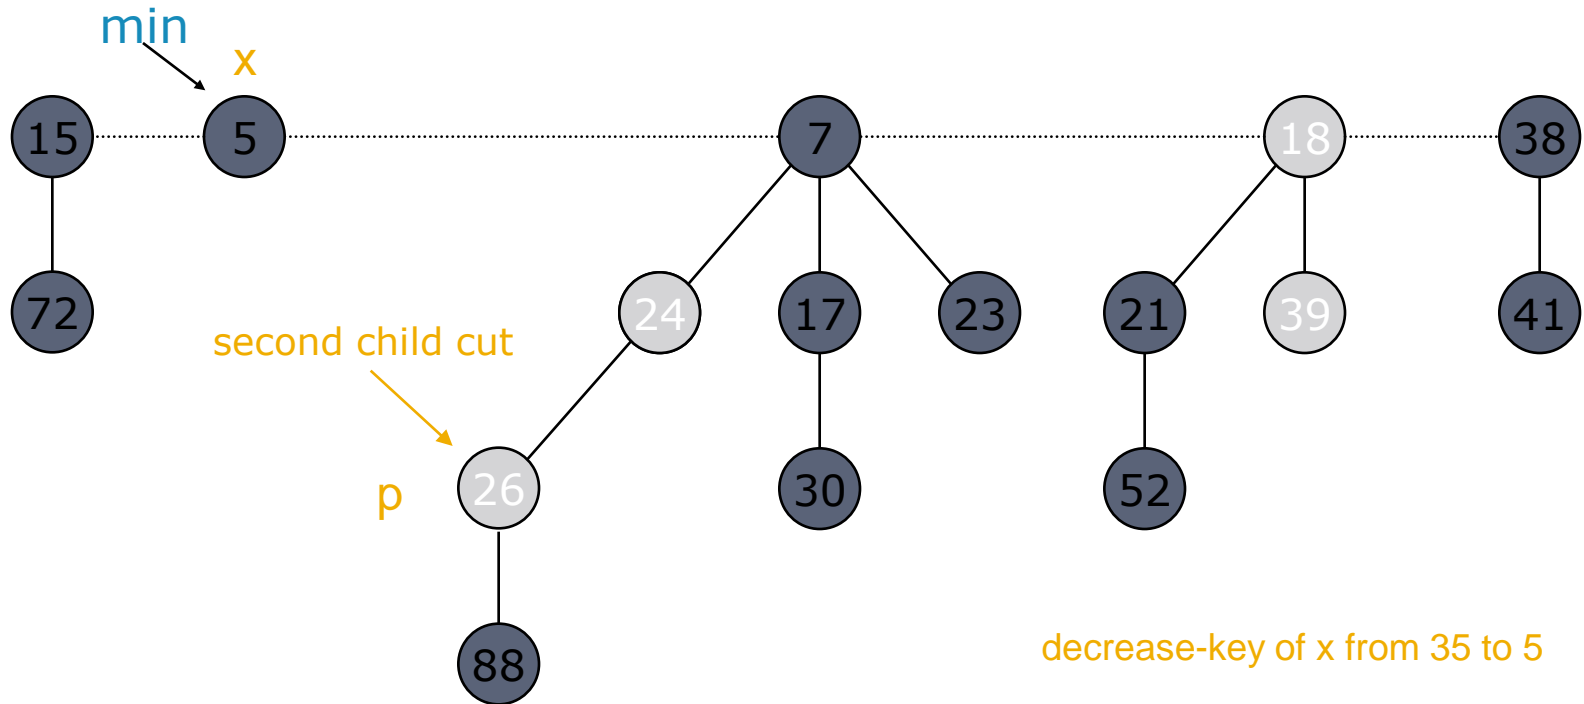 min
x
15 5 7 18 38
72 24 17 23 21 39 41
second child cut
p 26 30 52
88
decrease-key of x from 35 to 5